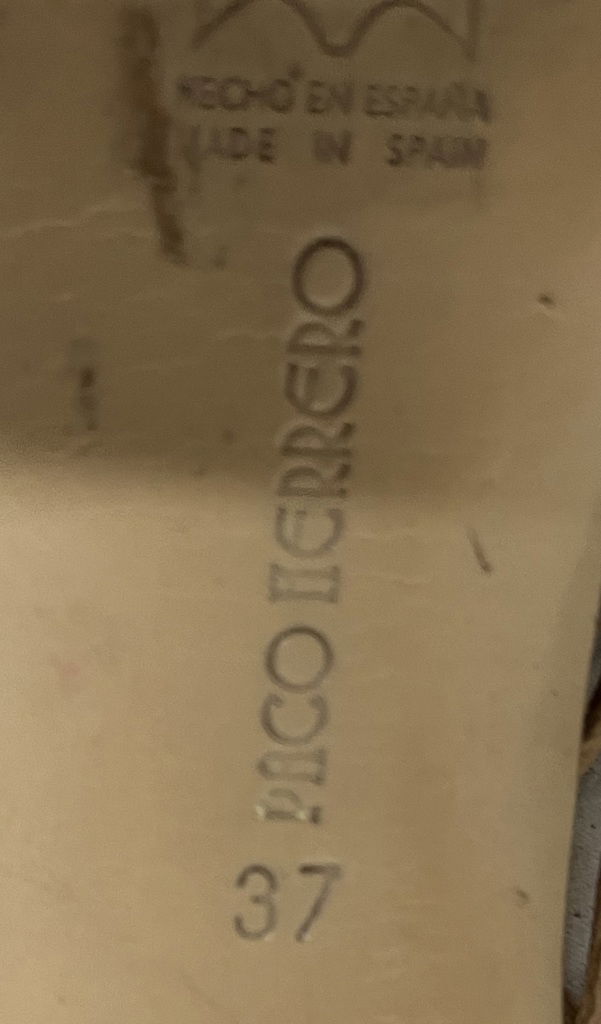 HECHO EN ESPAÑA
MADE IN SPAIN
PACO HERRERO
37